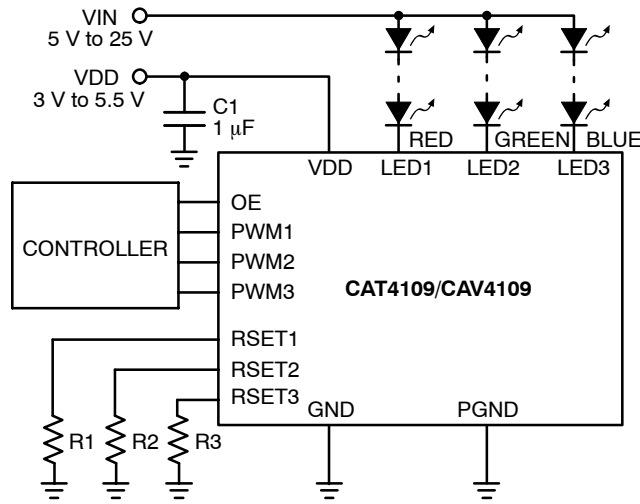 VIN
5 V to 25 V
VDD
3 V to 5.5 V
C1
1 μF
RED
GREEN
BLUE
VDD
LED1
LED2
LED3
CONTROLLER
OE
PWM1
PWM2
PWM3
CAT4109/CAV4109
RSET1
RSET2
RSET3
GND
PGND
R1
R2
R3